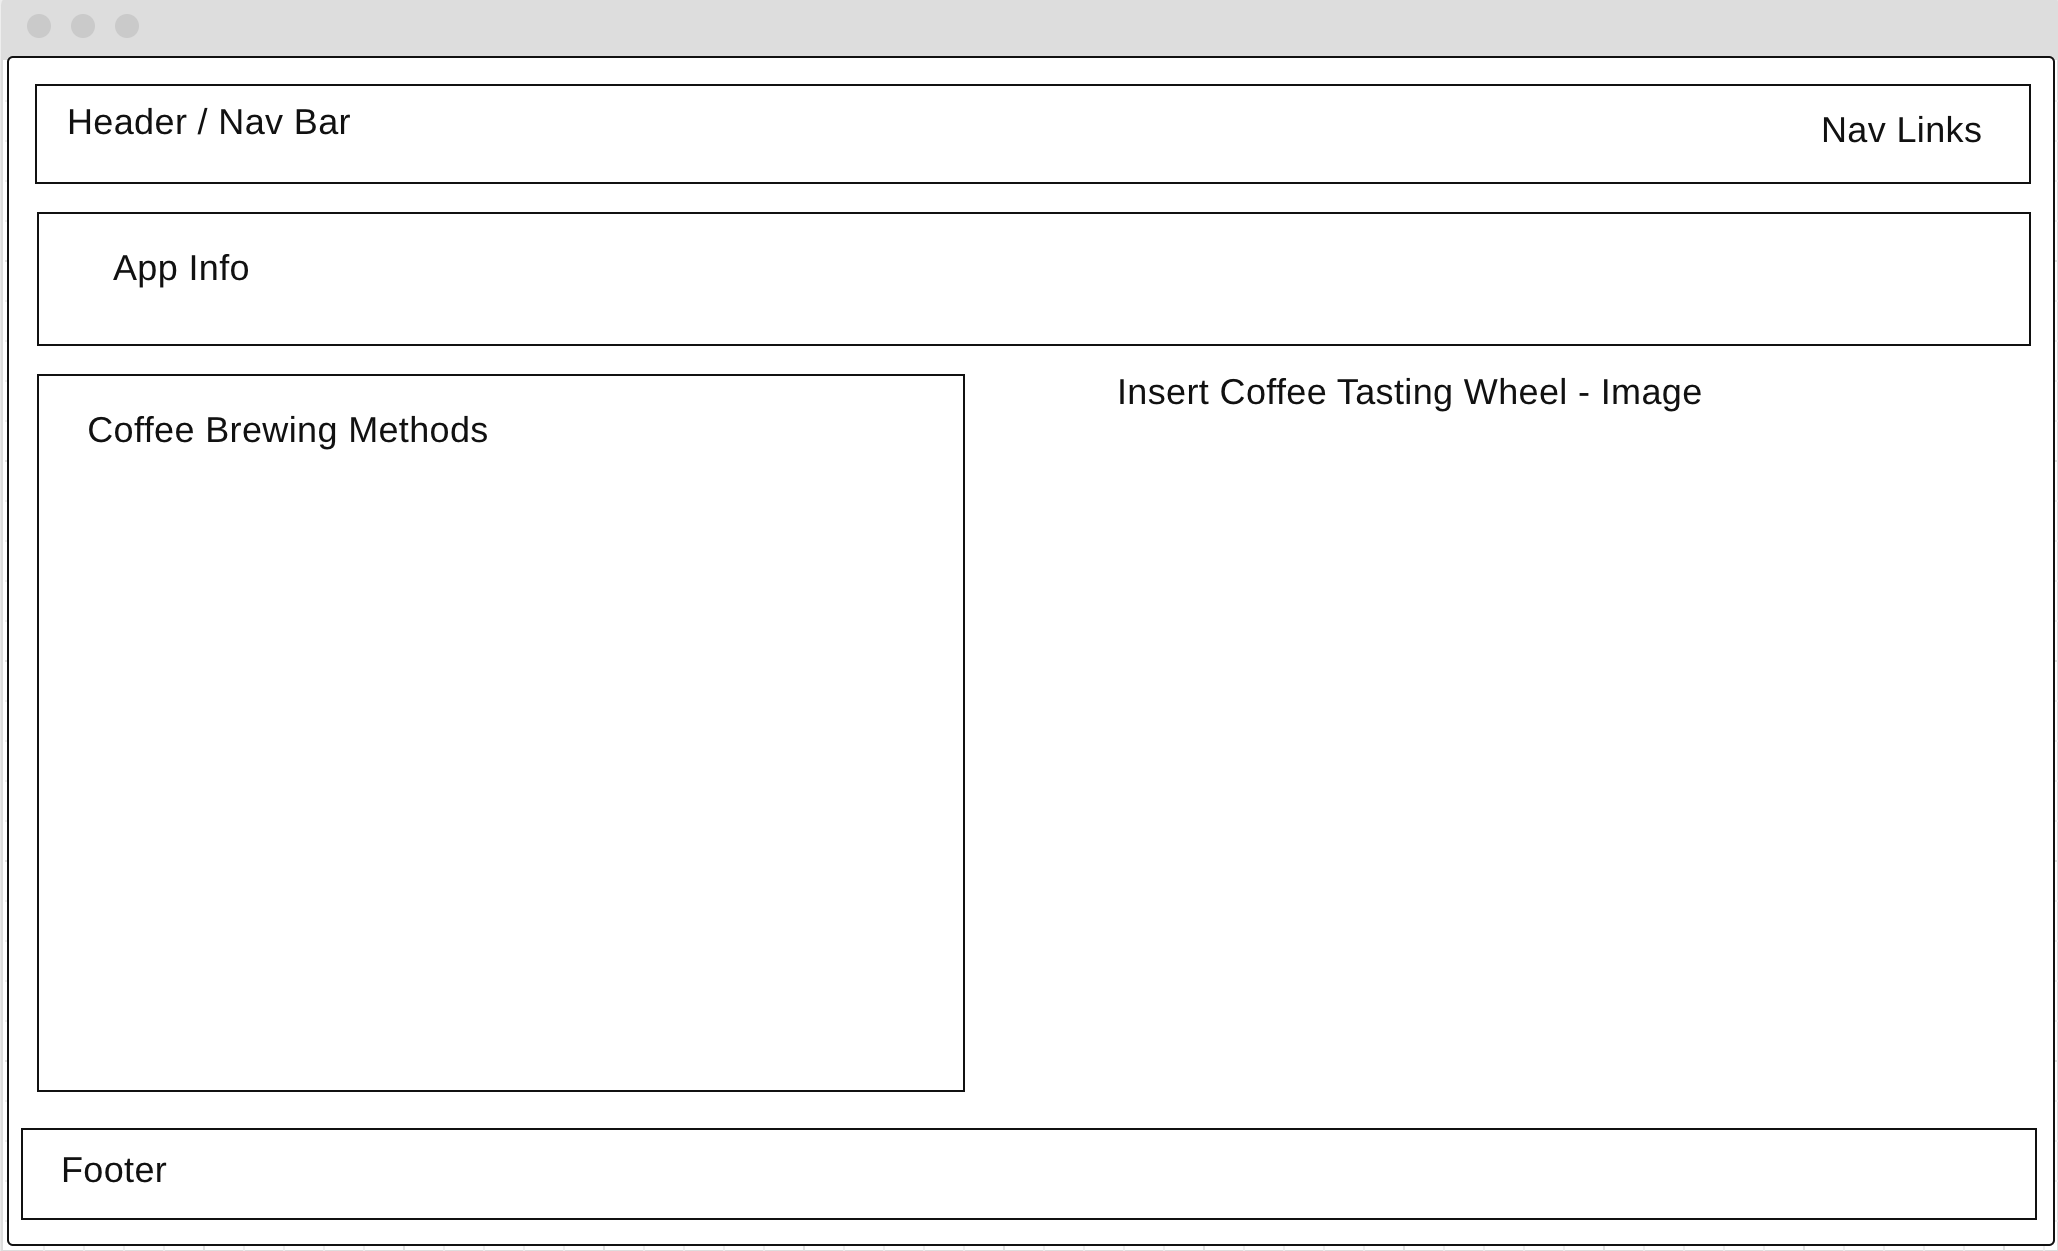 Header / Nav Bar
Nav Links
App Info
Coffee Brewing Methods
Insert Coffee Tasting Wheel - Image
Footer